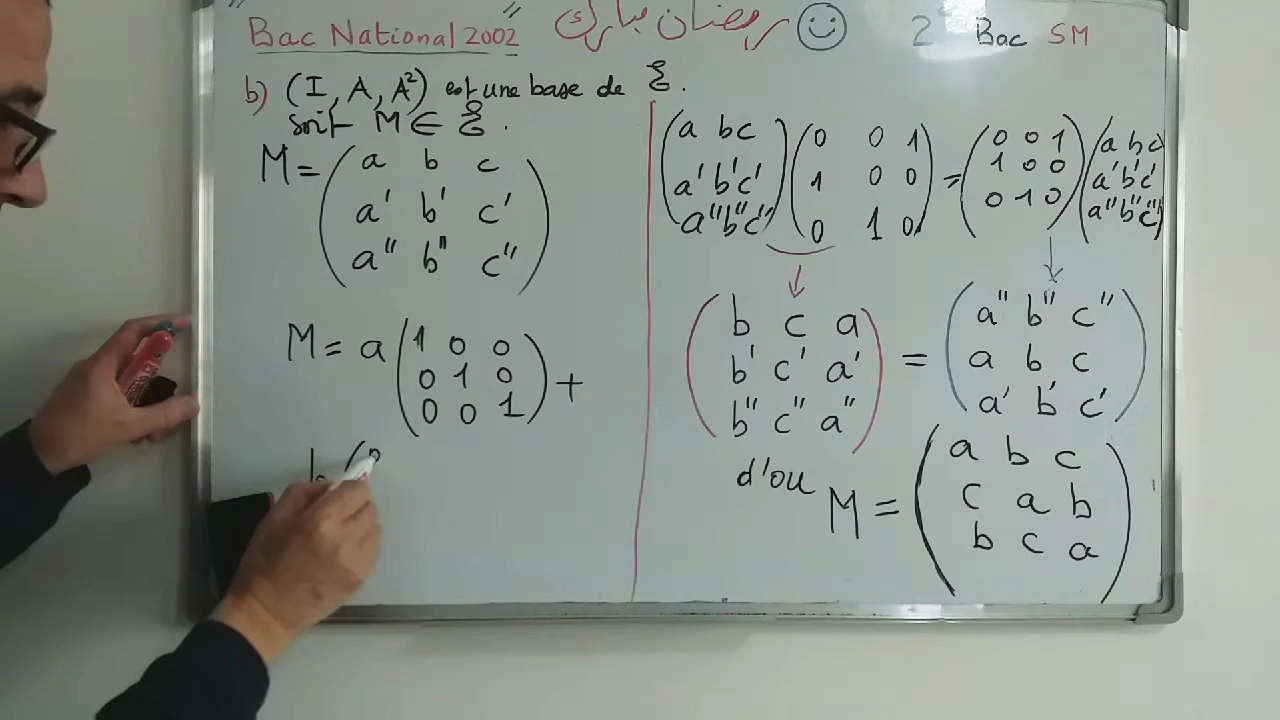 " Bac National 2002 " رمضان مبارك 2 Bac SM
b) (I, A, A²) est une base de ξ.
soit M ∈ ξ.
M = (a b c
a' b' c'
a" b" c")
M = a (1 0 0
0 1 0
0 0 1) +
b (0
(a b c
a' b' c'
a" b" c") (0 0 1
1 0 0
0 1 0) = (0 0 1
1 0 0
0 1 0) (a b c
a' b' c'
a" b" c")
↓ ↓
(b c a
b' c' a'
b" c" a") = (a" b" c"
a b c
a' b' c')
d'ou M = (a b c
c a b
b c a)